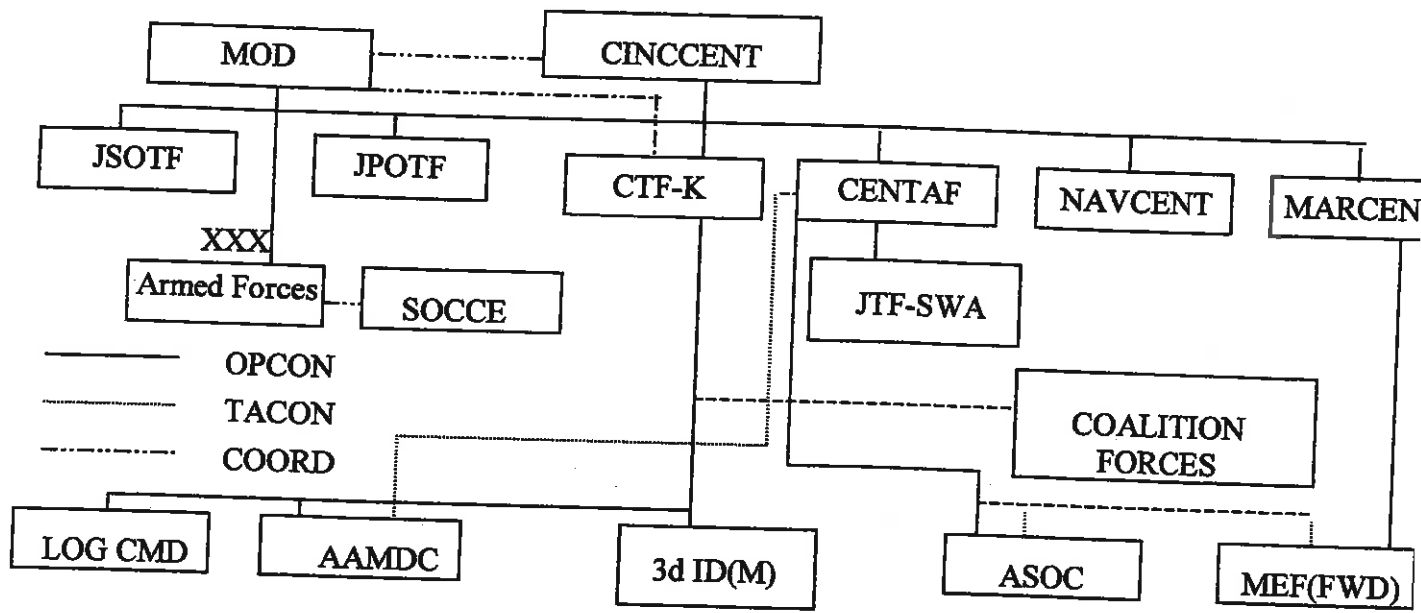 MOD
CINCCENT
JSOTF
JPOTF
CTF-K
CENTAF
NAVCENT
MARCEN
XXX
Armed Forces
SOCCE
JTF-SWA
OPCON
TACON
COORD
COALITION
FORCES
LOG CMD
AAMDC
3d ID(M)
ASOC
MEF(FWD)